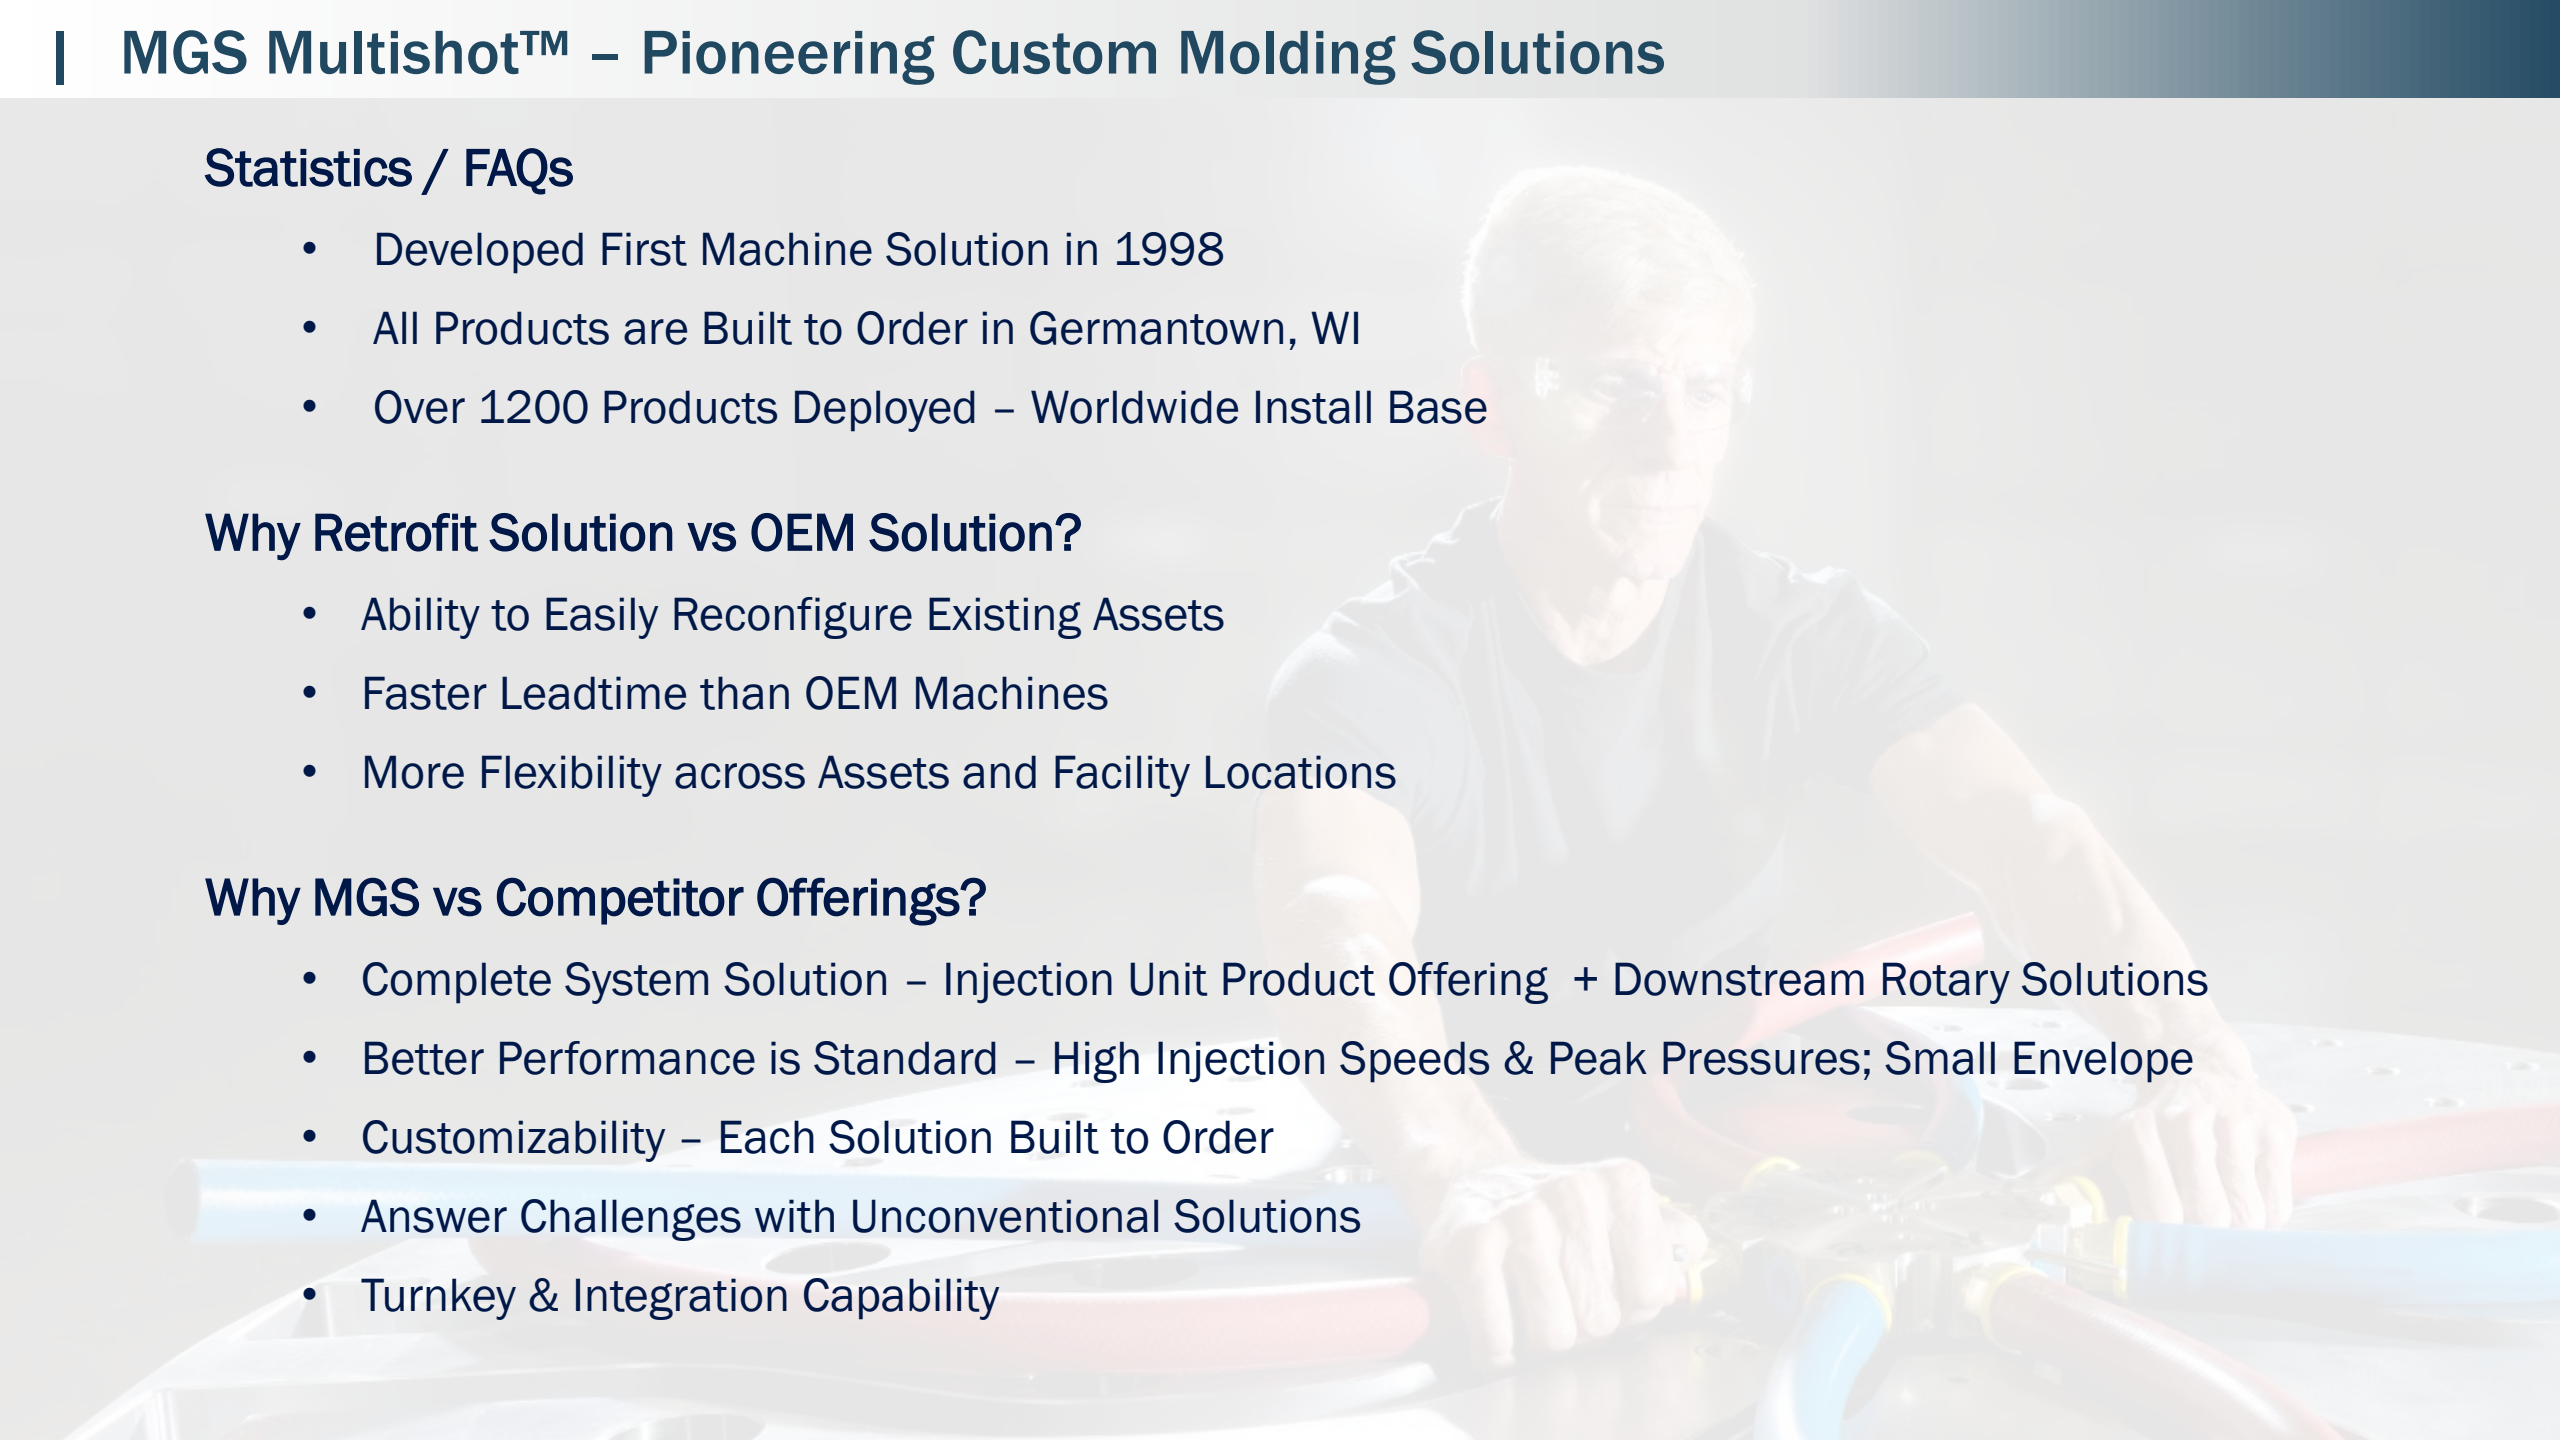 MGS Multishot™ – Pioneering Custom Molding Solutions
Statistics / FAQs
• Developed First Machine Solution in 1998
• All Products are Built to Order in Germantown, WI
• Over 1200 Products Deployed – Worldwide Install Base
Why Retrofit Solution vs OEM Solution?
• Ability to Easily Reconfigure Existing Assets
• Faster Leadtime than OEM Machines
• More Flexibility across Assets and Facility Locations
Why MGS vs Competitor Offerings?
• Complete System Solution – Injection Unit Product Offering + Downstream Rotary Solutions
• Better Performance is Standard – High Injection Speeds & Peak Pressures; Small Envelope
• Customizability – Each Solution Built to Order
• Answer Challenges with Unconventional Solutions
• Turnkey & Integration Capability